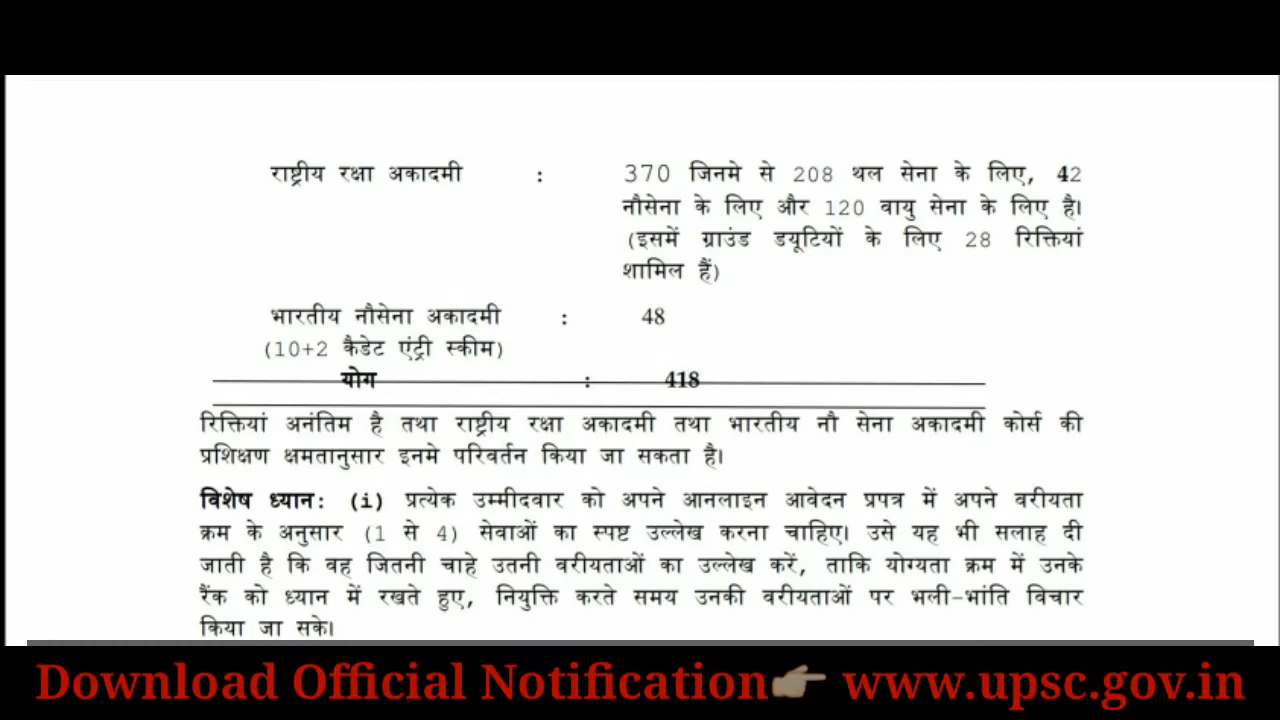 राष्ट्रीय रक्षा अकादमी : 370 जिनमे से 208 थल सेना के लिए, 42
नौसेना के लिए और 120 वायु सेना के लिए है।
(इसमें ग्राउंड डयूटियों के लिए 28 रिक्तियां
शामिल हैं)
भारतीय नौसेना अकादमी : 48
(10+2 कैडेट एंट्री स्कीम)
योग : 418
रिक्तियां अनंतिम है तथा राष्ट्रीय रक्षा अकादमी तथा भारतीय नौ सेना अकादमी कोर्स की
प्रशिक्षण क्षमतानुसार इनमे परिवर्तन किया जा सकता है।
विशेष ध्यान: (i) प्रत्येक उम्मीदवार को अपने आनलाइन आवेदन प्रपत्र में अपने वरीयता
क्रम के अनुसार (1 से 4) सेवाओं का स्पष्ट उल्लेख करना चाहिए। उसे यह भी सलाह दी
जाती है कि वह जितनी चाहे उतनी वरीयताओं का उल्लेख करें, ताकि योग्यता क्रम में उनके
रैंक को ध्यान में रखते हुए, नियुक्ति करते समय उनकी वरीयताओं पर भली-भांति विचार
किया जा सके।
Download Official Notification👉🏽 www.upsc.gov.in